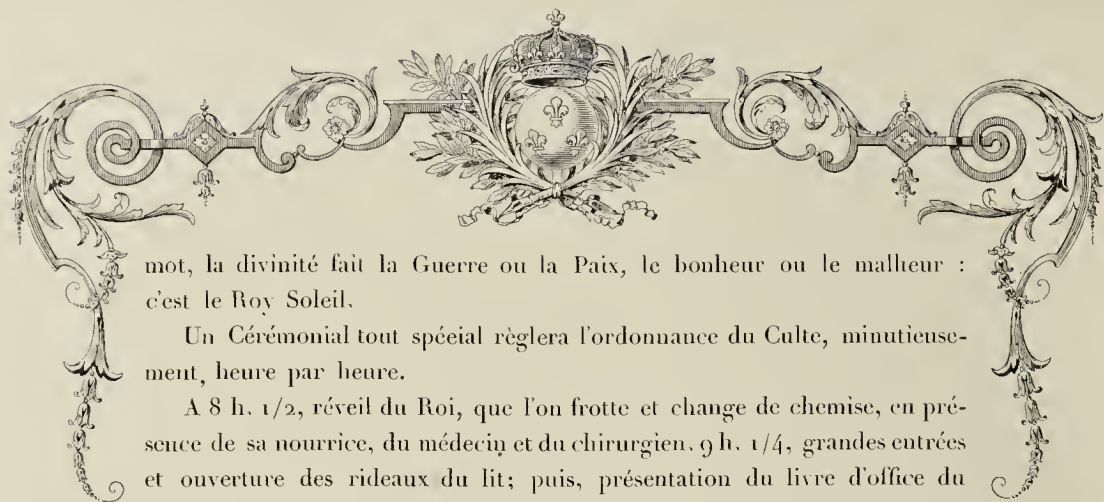 mot, la divinité fait la Guerre ou la Paix, le bonheur ou le malheur :
c'est le Roy Soleil.
Un Cérémonial tout spécial règlera l'ordonnance du Culte, minutieuse-
ment, heure par heure.
A 8 h. 1/2, réveil du Roi, que l'on frotte et change de chemise, en pré-
sence de sa nourrice, du médecin et du chirurgien. 9 h. 1/4, grandes entrées
et ouverture des rideaux du lit; puis, présentation du livre d'office du